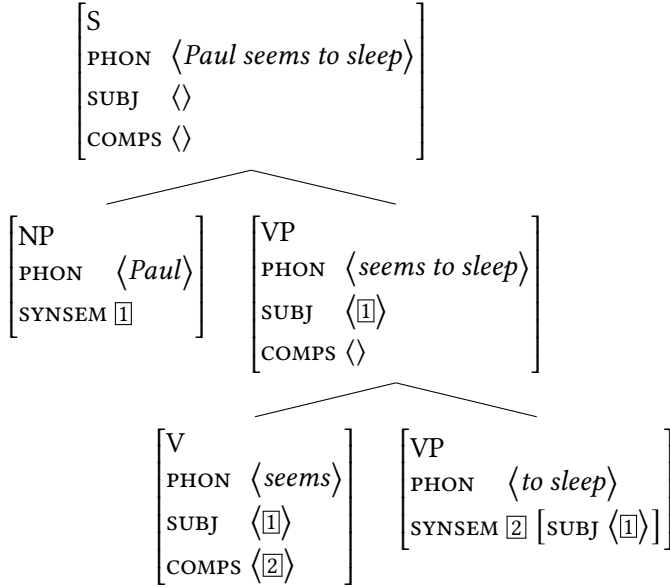 S
PHON ⟨Paul seems to sleep⟩
SUBJ ⟨⟩
COMPS ⟨⟩
NP
PHON ⟨Paul⟩
SYNSEM 1
VP
PHON ⟨seems to sleep⟩
SUBJ ⟨1⟩
COMPS ⟨⟩
V
PHON ⟨seems⟩
SUBJ ⟨1⟩
COMPS ⟨2⟩
VP
PHON ⟨to sleep⟩
SYNSEM 2 [SUBJ ⟨1⟩]